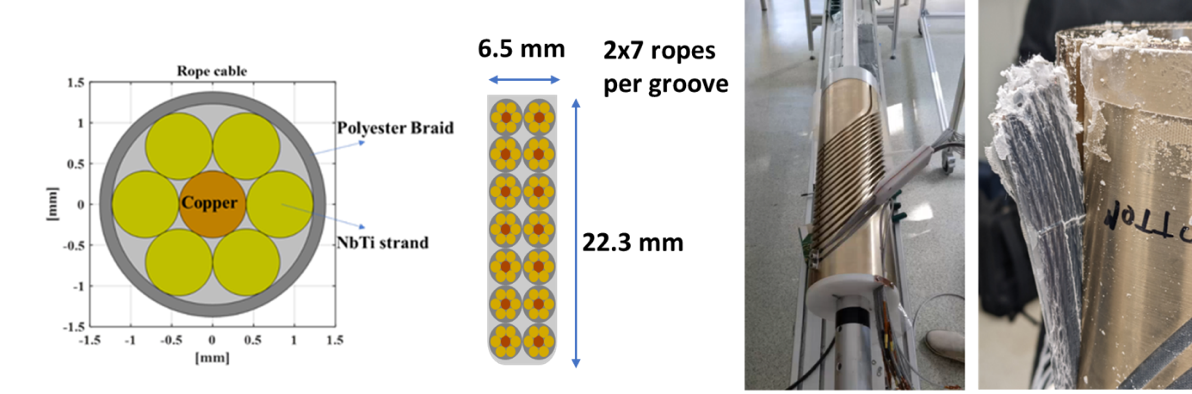 Rope cable
1.5
1
0.5
0
-0.5
-1
-1.5
-1.5 -1 -0.5 0 0.5 1 1.5
[mm]
[mm]
Copper
Polyester Braid
NbTi strand
6.5 mm
2x7 ropes
per groove
22.3 mm